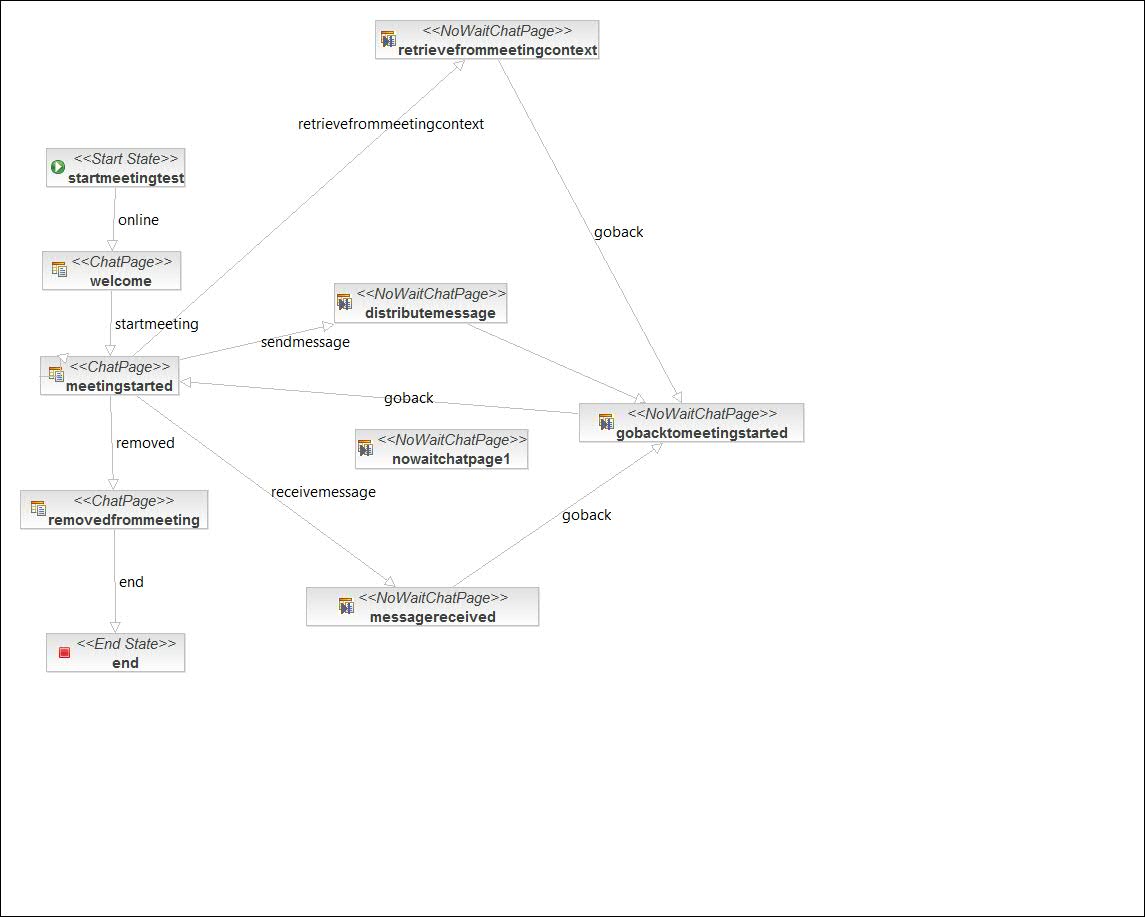 <<NoWaitChatPage>>
retrievefrommeetingcontext
retrievefrommeetingcontext
<<Start State>>
startmeetingtest
online
goback
<<ChatPage>>
welcome
<<NoWaitChatPage>>
distributemessage
startmeeting
sendmessage
<<ChatPage>>
meetingstarted
goback
<<NoWaitChatPage>>
gobacktomeetingstarted
removed
<<NoWaitChatPage>>
nowaitchatpage1
receivemessage
<<ChatPage>>
removedfrommeeting
goback
end
<<NoWaitChatPage>>
messagereceived
<<End State>>
end